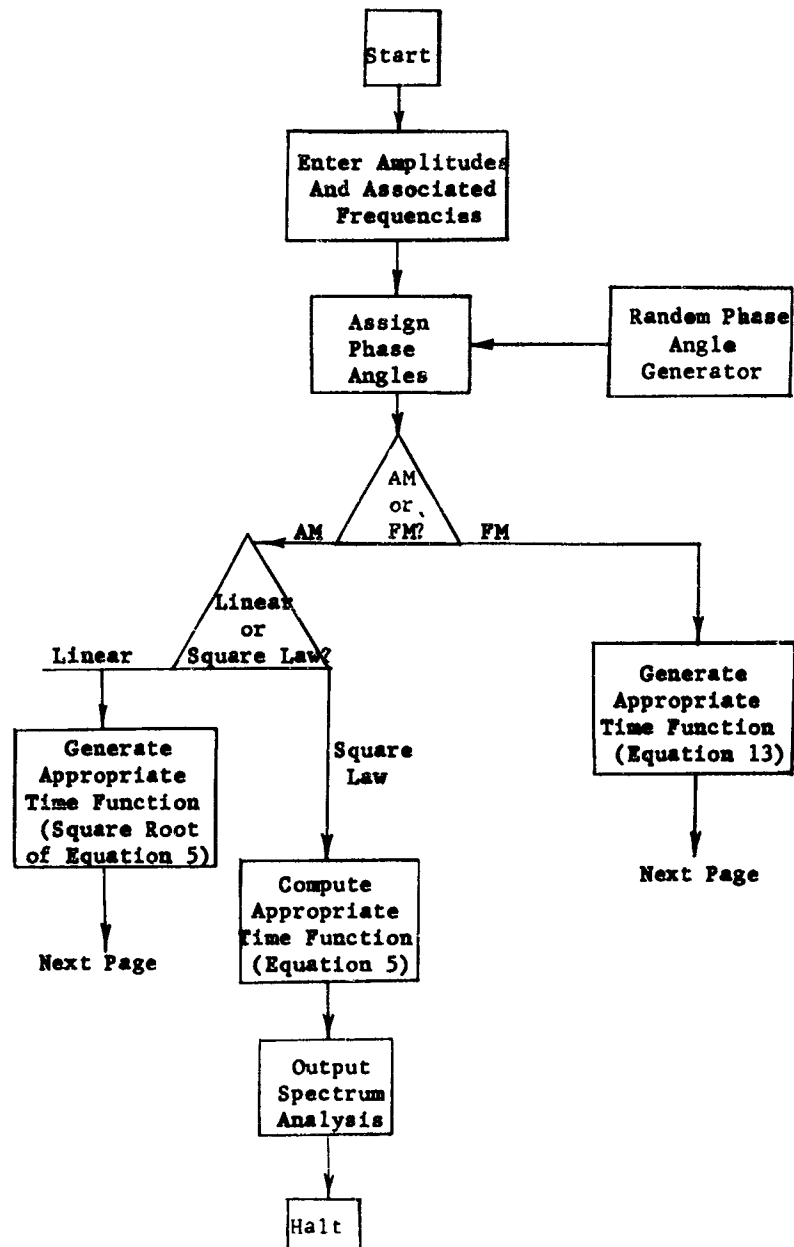 Start
Enter Amplitudes
And Associated
Frequencies
Assign
Phase
Angles
Random Phase
Angle
Generator
AM
or
FM?
AM
FM
Linear
or
Square Law?
Linear
Square
Law
Generate
Appropriate
Time Function
(Square Root
of Equation 5)
Next Page
Generate
Appropriate
Time Function
(Equation 13)
Next Page
Compute
Appropriate
Time Function
(Equation 5)
Output
Spectrum
Analysis
Halt